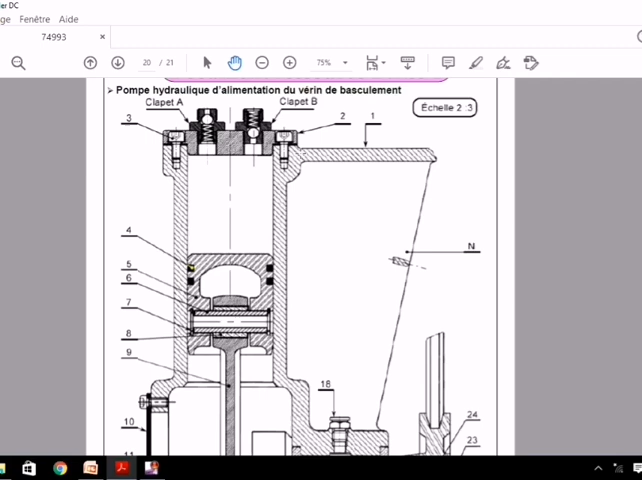 er DC
ge Fenêtre Aide
74993 ×
20 / 21 75%
➢ Pompe hydraulique d'alimentation du vérin de basculement
Clapet A Clapet B Échelle 2 :3
3 2 1
4
N
5
6
7
8
9
18
24
10
23
11